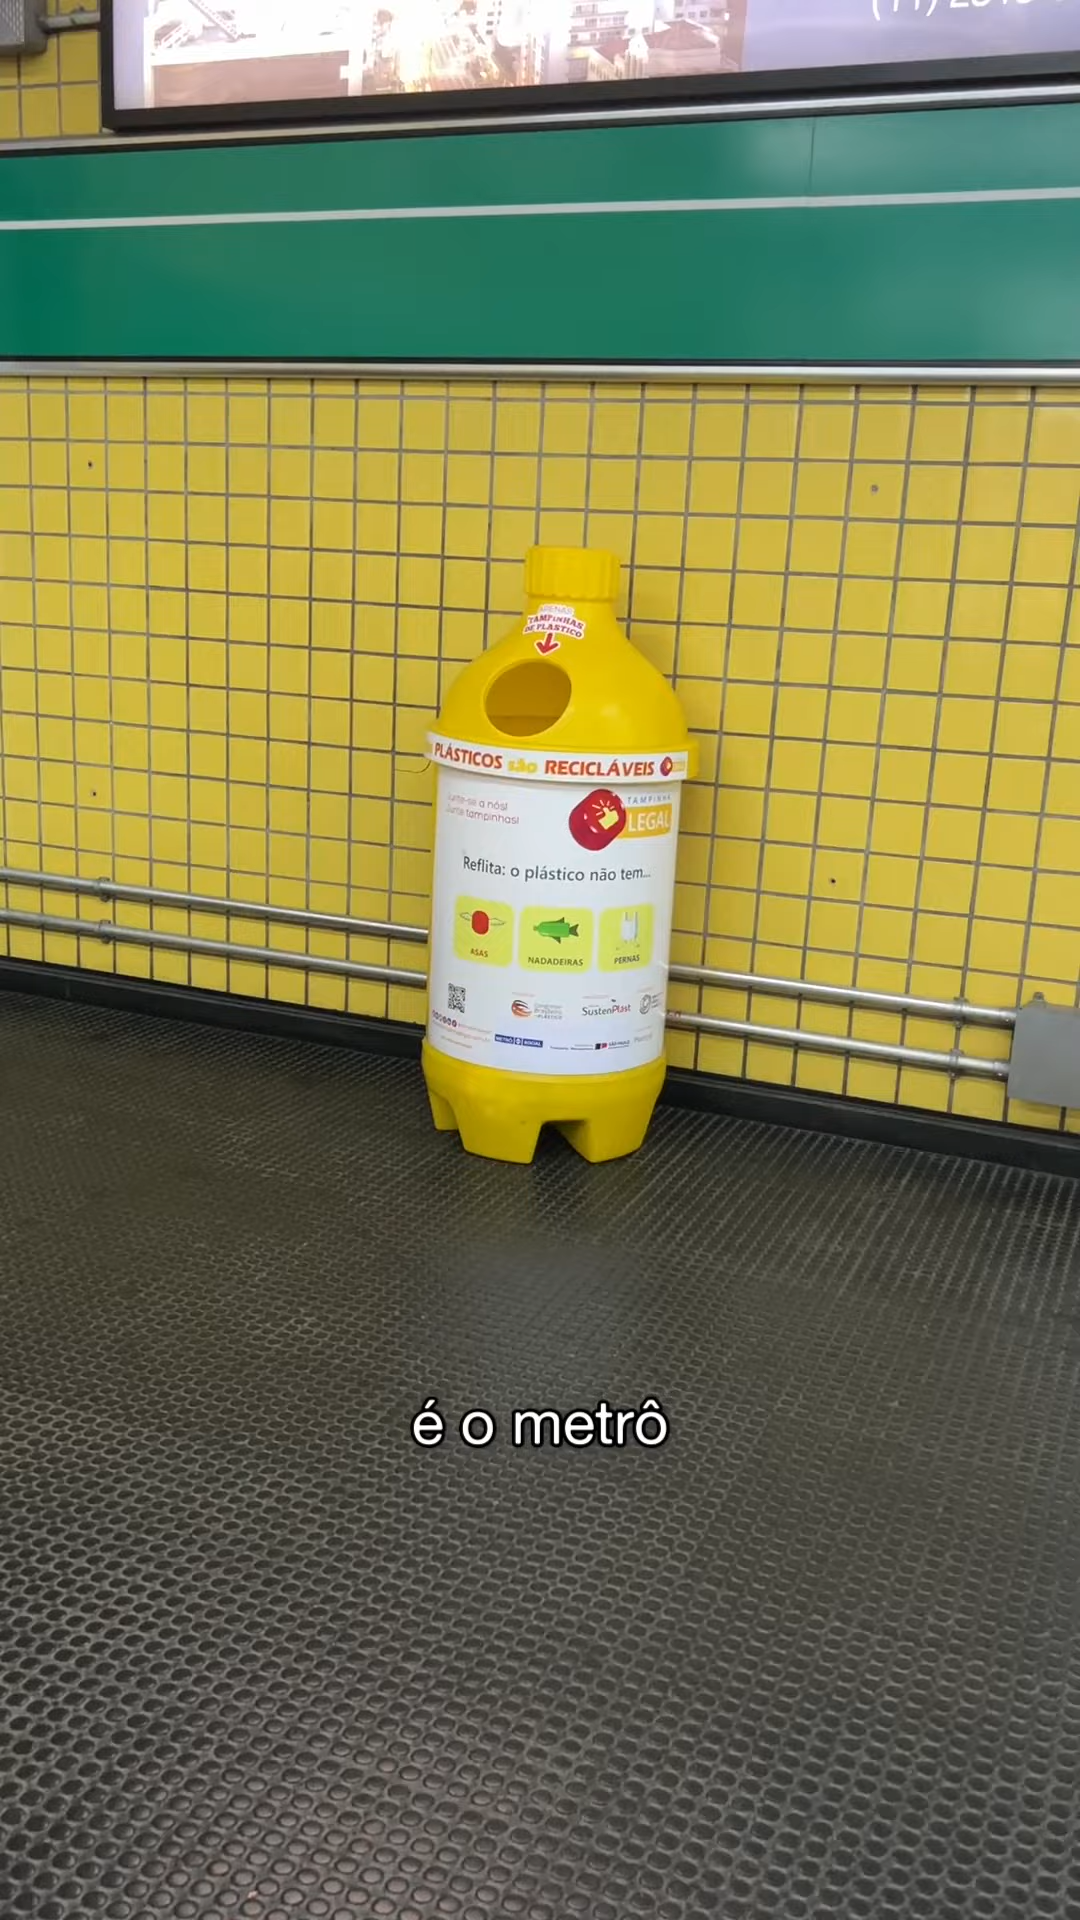 APENAS
TAMPINHAS
DE PLÁSTICO
PLÁSTICOS são RECICLÁVEIS
Junte-se a nós!
Junte tampinhas!
TAMPINHA
LEGAL
Reflita: o plástico não tem...
ASAS
NADADEIRAS
PERNAS
SustenPlast
é o metrô